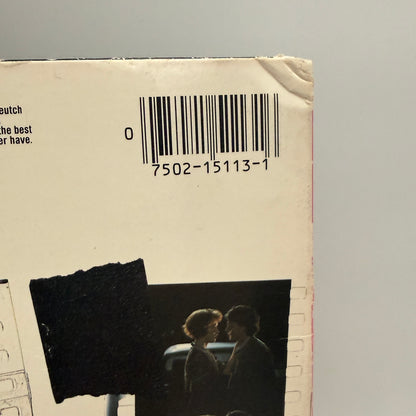 eutch
the best
er have.
0
7502-15113-1